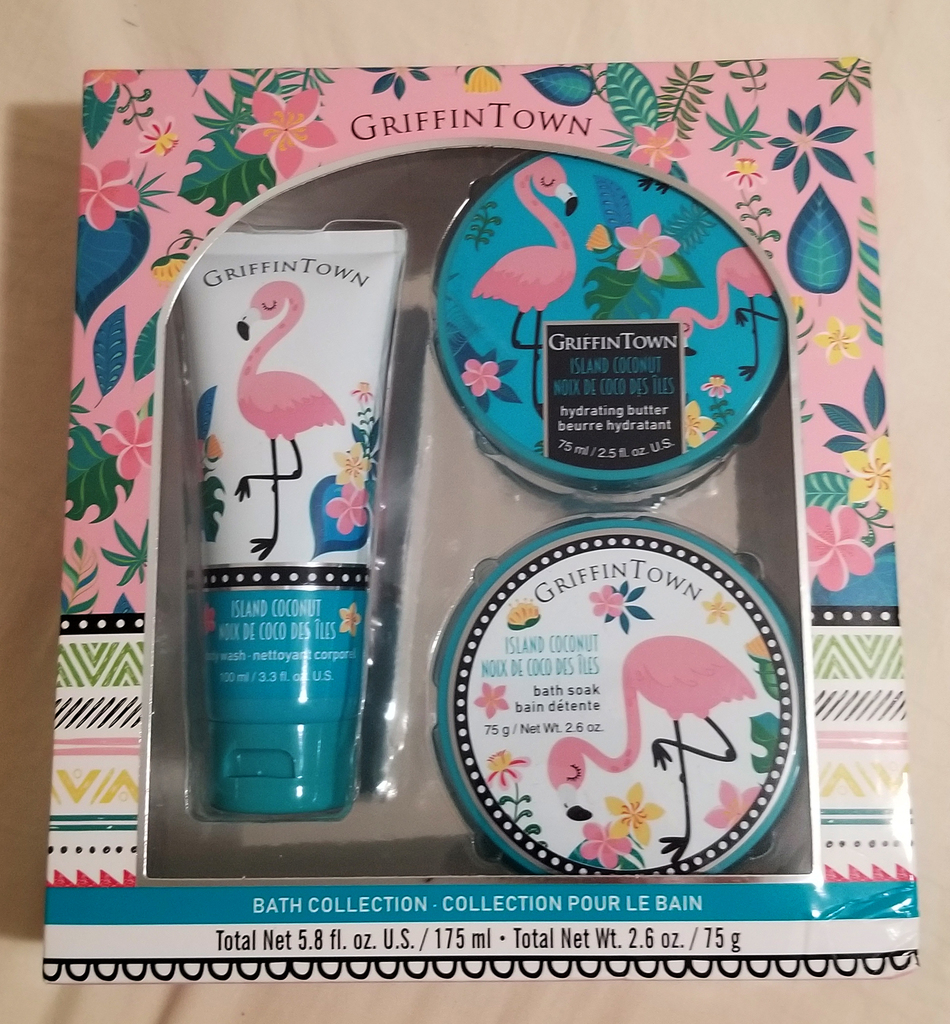 GRIFFINTOWN
GRIFFINTOWN
ISLAND COCONUT
NOIX DE COCO DES ÎLES
wash · nettoyant corporel
100 ml / 3.3 fl. oz. U.S.
GRIFFINTOWN
ISLAND COCONUT
NOIX DE COCO DES ÎLES
hydrating butter
beurre hydratant
75 ml / 2.5 fl. oz. U.S.
GRIFFINTOWN
ISLAND COCONUT
NOIX DE COCO DES ÎLES
bath soak
bain détente
75 g / Net Wt. 2.6 oz.
BATH COLLECTION · COLLECTION POUR LE BAIN
Total Net 5.8 fl. oz. U.S. / 175 ml • Total Net Wt. 2.6 oz. / 75 g